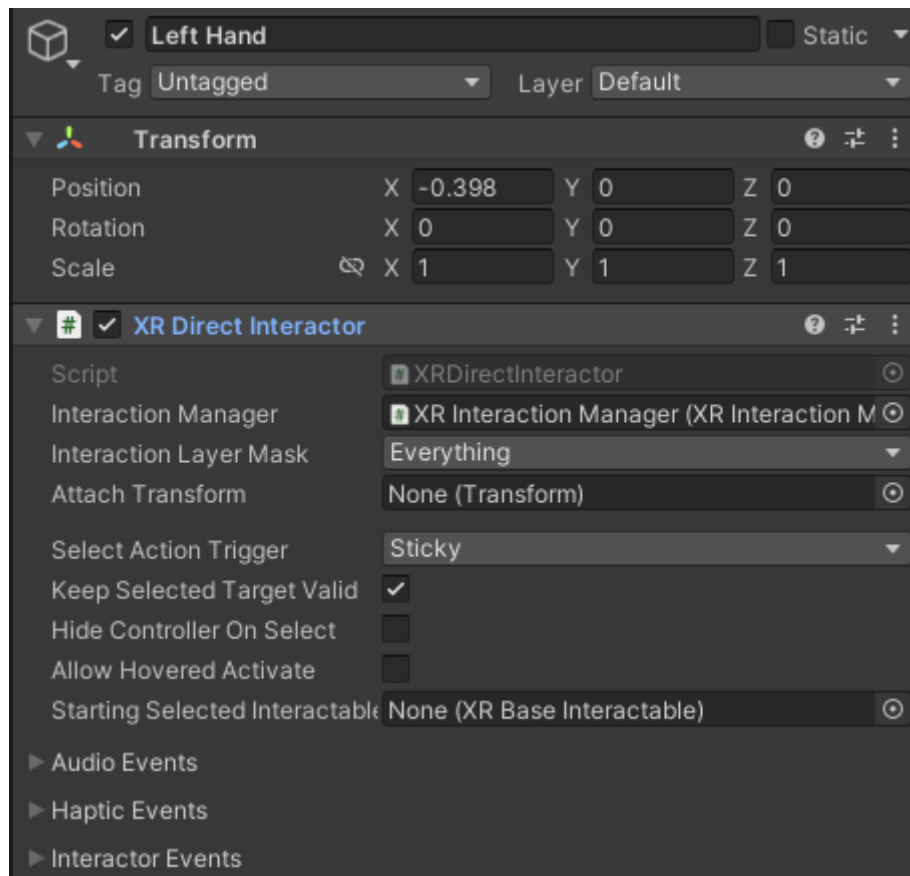 Left Hand Static
Tag Untagged Layer Default
Transform
Position X -0.398 Y 0 Z 0
Rotation X 0 Y 0 Z 0
Scale X 1 Y 1 Z 1
# XR Direct Interactor
Script # XRDirectInteractor
Interaction Manager # XR Interaction Manager (XR Interaction M
Interaction Layer Mask Everything
Attach Transform None (Transform)
Select Action Trigger Sticky
Keep Selected Target Valid
Hide Controller On Select
Allow Hovered Activate
Starting Selected Interactable None (XR Base Interactable)
Audio Events
Haptic Events
Interactor Events